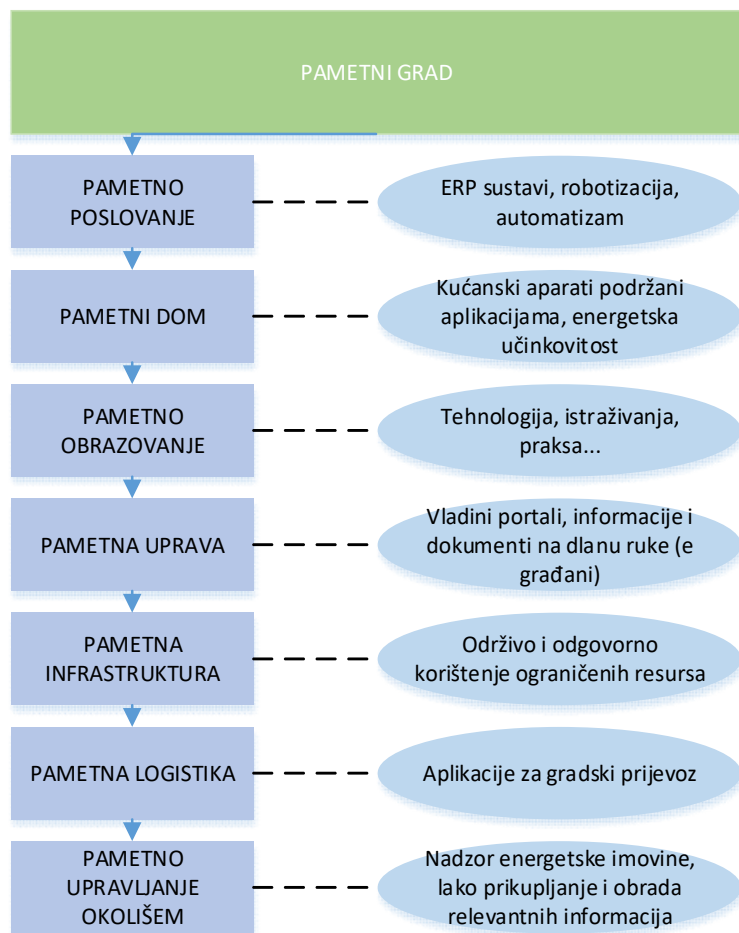 PAMETNI GRAD
PAMETNO
POSLOVANJE
ERP sustavi, robotizacija,
automatizam
PAMETNI DOM
Kućanski aparati podržani
aplikacijama, energetska
učinkovitost
PAMETNO
OBRAZOVANJE
Tehnologija, istraživanja,
praksa...
PAMETNA UPRAVA
Vladini portali, informacije i
dokumenti na dlanu ruke (e
građani)
PAMETNA
INFRASTRUKTURA
Održivo i odgovorno
korištenje ograničenih resursa
PAMETNA LOGISTIKA
Aplikacije za gradski prijevoz
PAMETNO
UPRAVLJANJE
OKOLIŠEM
Nadzor energetske imovine,
lako prikupljanje i obrada
relevantnih informacija